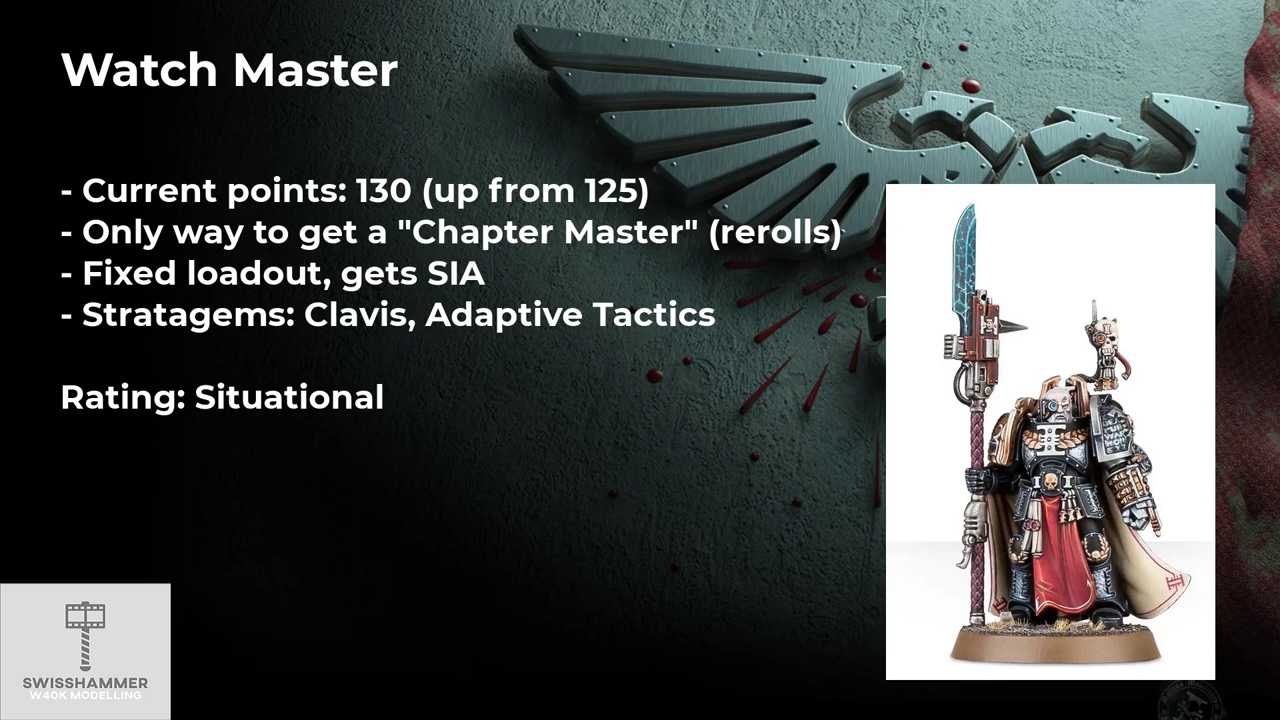 Watch Master
- Current points: 130 (up from 125)
- Only way to get a "Chapter Master" (rerolls)
- Fixed loadout, gets SIA
- Stratagems: Clavis, Adaptive Tactics
Rating: Situational
SWISSHAMMER
W40K MODELLING